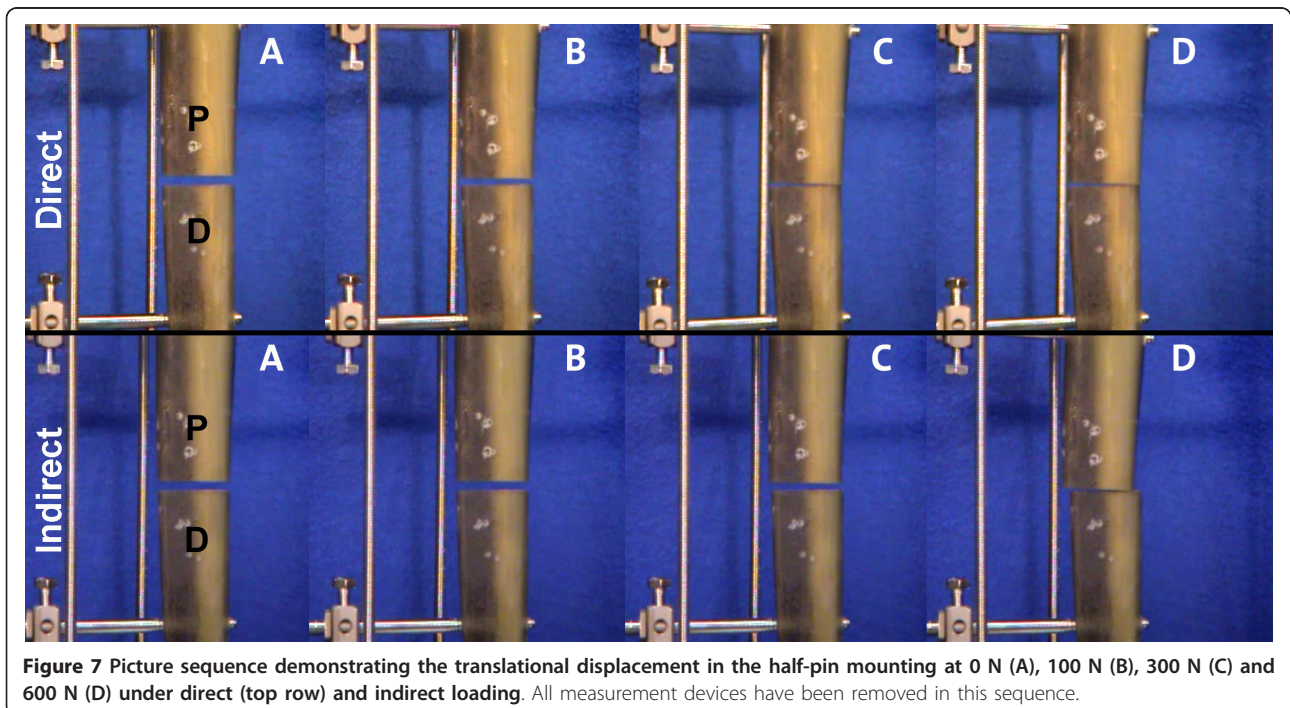 A B C D
P
Direct
D
A B C D
P
Indirect
D
Figure 7 Picture sequence demonstrating the translational displacement in the half-pin mounting at 0 N (A), 100 N (B), 300 N (C) and
600 N (D) under direct (top row) and indirect loading. All measurement devices have been removed in this sequence.